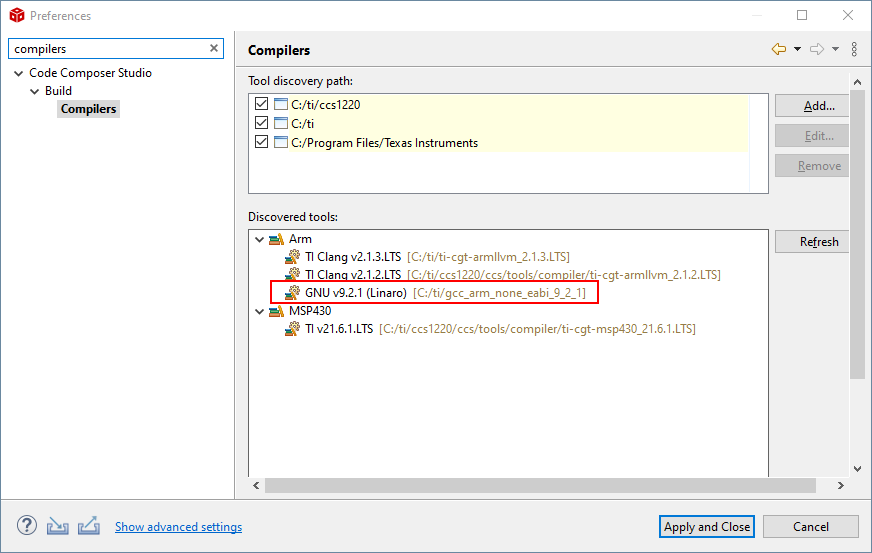 Preferences
compilers
Code Composer Studio
Build
Compilers
Compilers
Tool discovery path:
C:/ti/ccs1220
C:/ti
C:/Program Files/Texas Instruments
Add...
Edit...
Remove
Discovered tools:
Arm
TI Clang v2.1.3.LTS [C:/ti/ti-cgt-armllvm_2.1.3.LTS]
TI Clang v2.1.2.LTS [C:/ti/ccs1220/ccs/tools/compiler/ti-cgt-armllvm_2.1.2.LTS]
GNU v9.2.1 (Linaro) [C:/ti/gcc_arm_none_eabi_9_2_1]
MSP430
TI v21.6.1.LTS [C:/ti/ccs1220/ccs/tools/compiler/ti-cgt-msp430_21.6.1.LTS]
Refresh
Show advanced settings
Apply and Close
Cancel